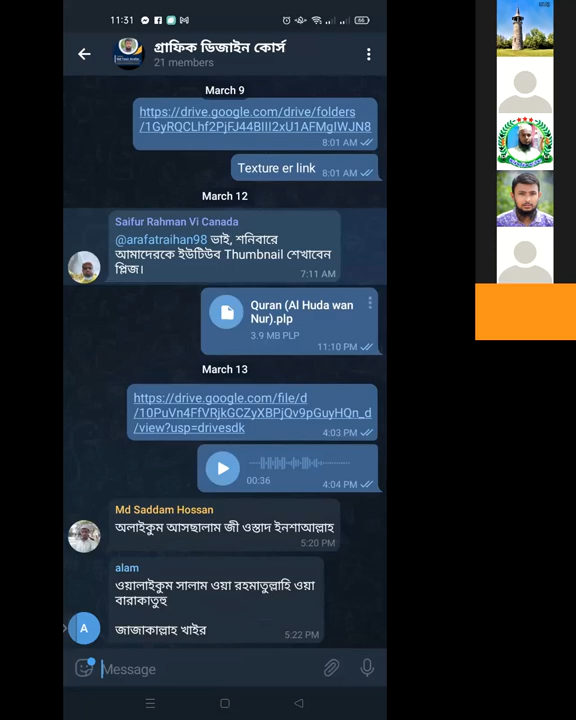 11:31
66
গ্রাফিক ডিজাইন কোর্স
21 members
March 9
https://drive.google.com/drive/folders
/1GyRQCLhf2PjFJ44BIII2xU1AFMgIWJN8
8:01 AM
Texture er link
8:01 AM
March 12
Saifur Rahman Vi Canada
@arafatraihan98 ভাই, শনিবারে
আমাদেরকে ইউটিউব Thumbnail শেখাবেন
প্লিজ।
7:11 AM
Quran (Al Huda wan
Nur).plp
3.9 MB PLP
11:10 PM
March 13
https://drive.google.com/file/d
/10PuVn4FfVRjkGCZyXBPjQv9pGuyHQn_d
/view?usp=drivesdk
4:03 PM
00:36
4:04 PM
Md Saddam Hossan
অলাইকুম আসছালাম জী ওস্তাদ ইনশাআল্লাহ
5:20 PM
alam
ওয়ালাইকুম সালাম ওয়া রহমাতুল্লাহি ওয়া
বারাকাতুহু
জাজাকাল্লাহ খাইর
5:22 PM
A
Message